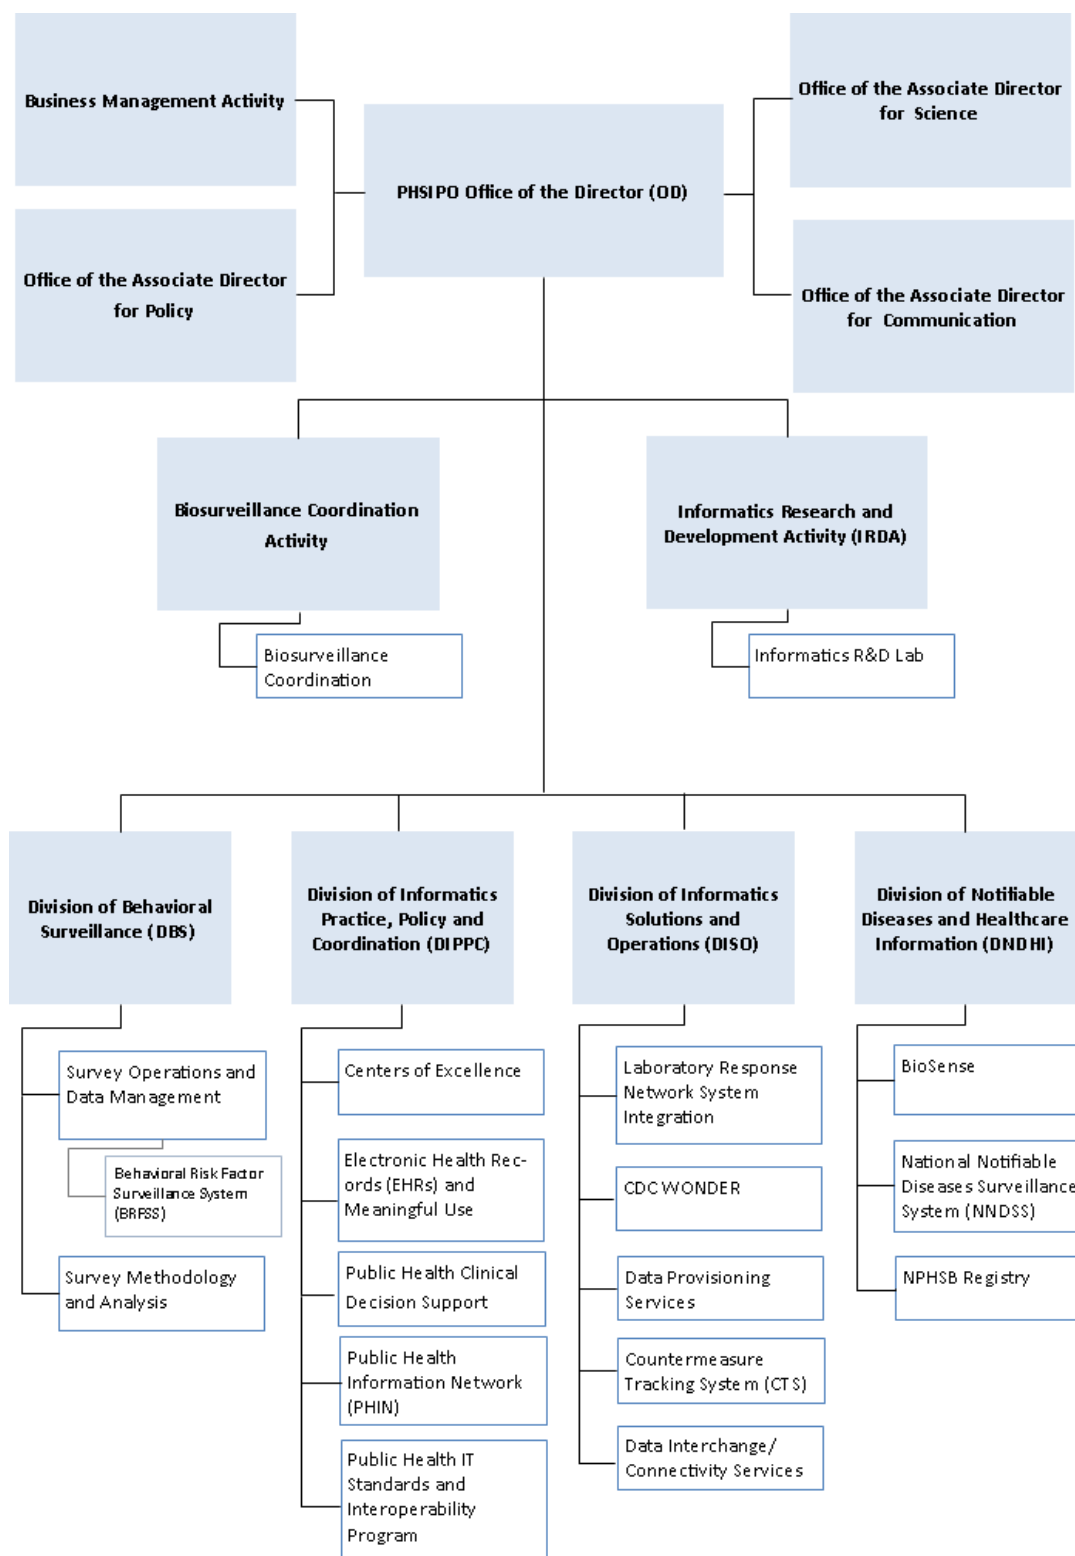 Business Management Activity
Office of the Associate Director
for Science
PHSIPO Office of the Director (OD)
Office of the Associate Director
for Policy
Office of the Associate Director
for Communication
Biosurveillance Coordination
Activity
Informatics Research and
Development Activity (IRDA)
Biosurveillance
Coordination
Informatics R&D Lab
Division of Behavioral
Surveillance (DBS)
Division of Informatics
Practice, Policy and
Coordination (DIPPC)
Division of Informatics
Solutions and
Operations (DISO)
Division of Notifiable
Diseases and Healthcare
Information (DNDHI)
Survey Operations and
Data Management
Behavioral Risk Factor
Surveillance System
(BRFSS)
Survey Methodology
and Analysis
Centers of Excellence
Electronic Health Rec-
ords (EHRs) and
Meaningful Use
Public Health Clinical
Decision Support
Public Health
Information Network
(PHIN)
Public Health IT
Standards and
Interoperability
Program
Laboratory Response
Network System
Integration
CDC WONDER
Data Provisioning
Services
Countermeasure
Tracking System (CTS)
Data Interchange/
Connectivity Services
BioSense
National Notifiable
Diseases Surveillance
System (NNDSS)
NPHSB Registry